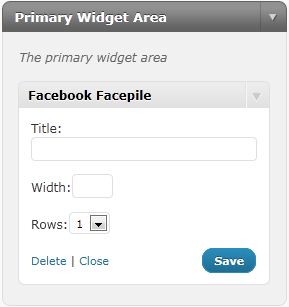 Primary Widget Area
The primary widget area
Facebook Facepile
Title:
Width:
Rows: 1
Delete | Close Save